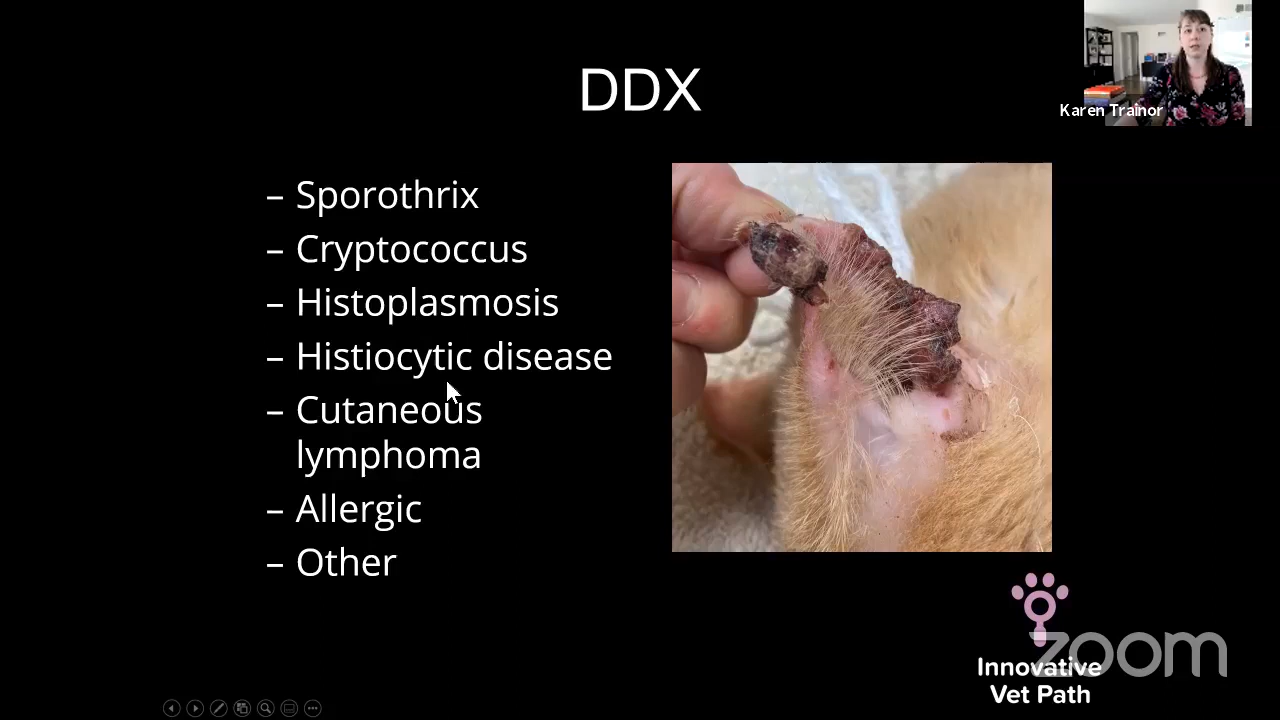 DDX
Karen Trainor
– Sporothrix
– Cryptococcus
– Histoplasmosis
– Histiocytic disease
– Cutaneous
lymphoma
– Allergic
– Other
zoom
Innovative
Vet Path